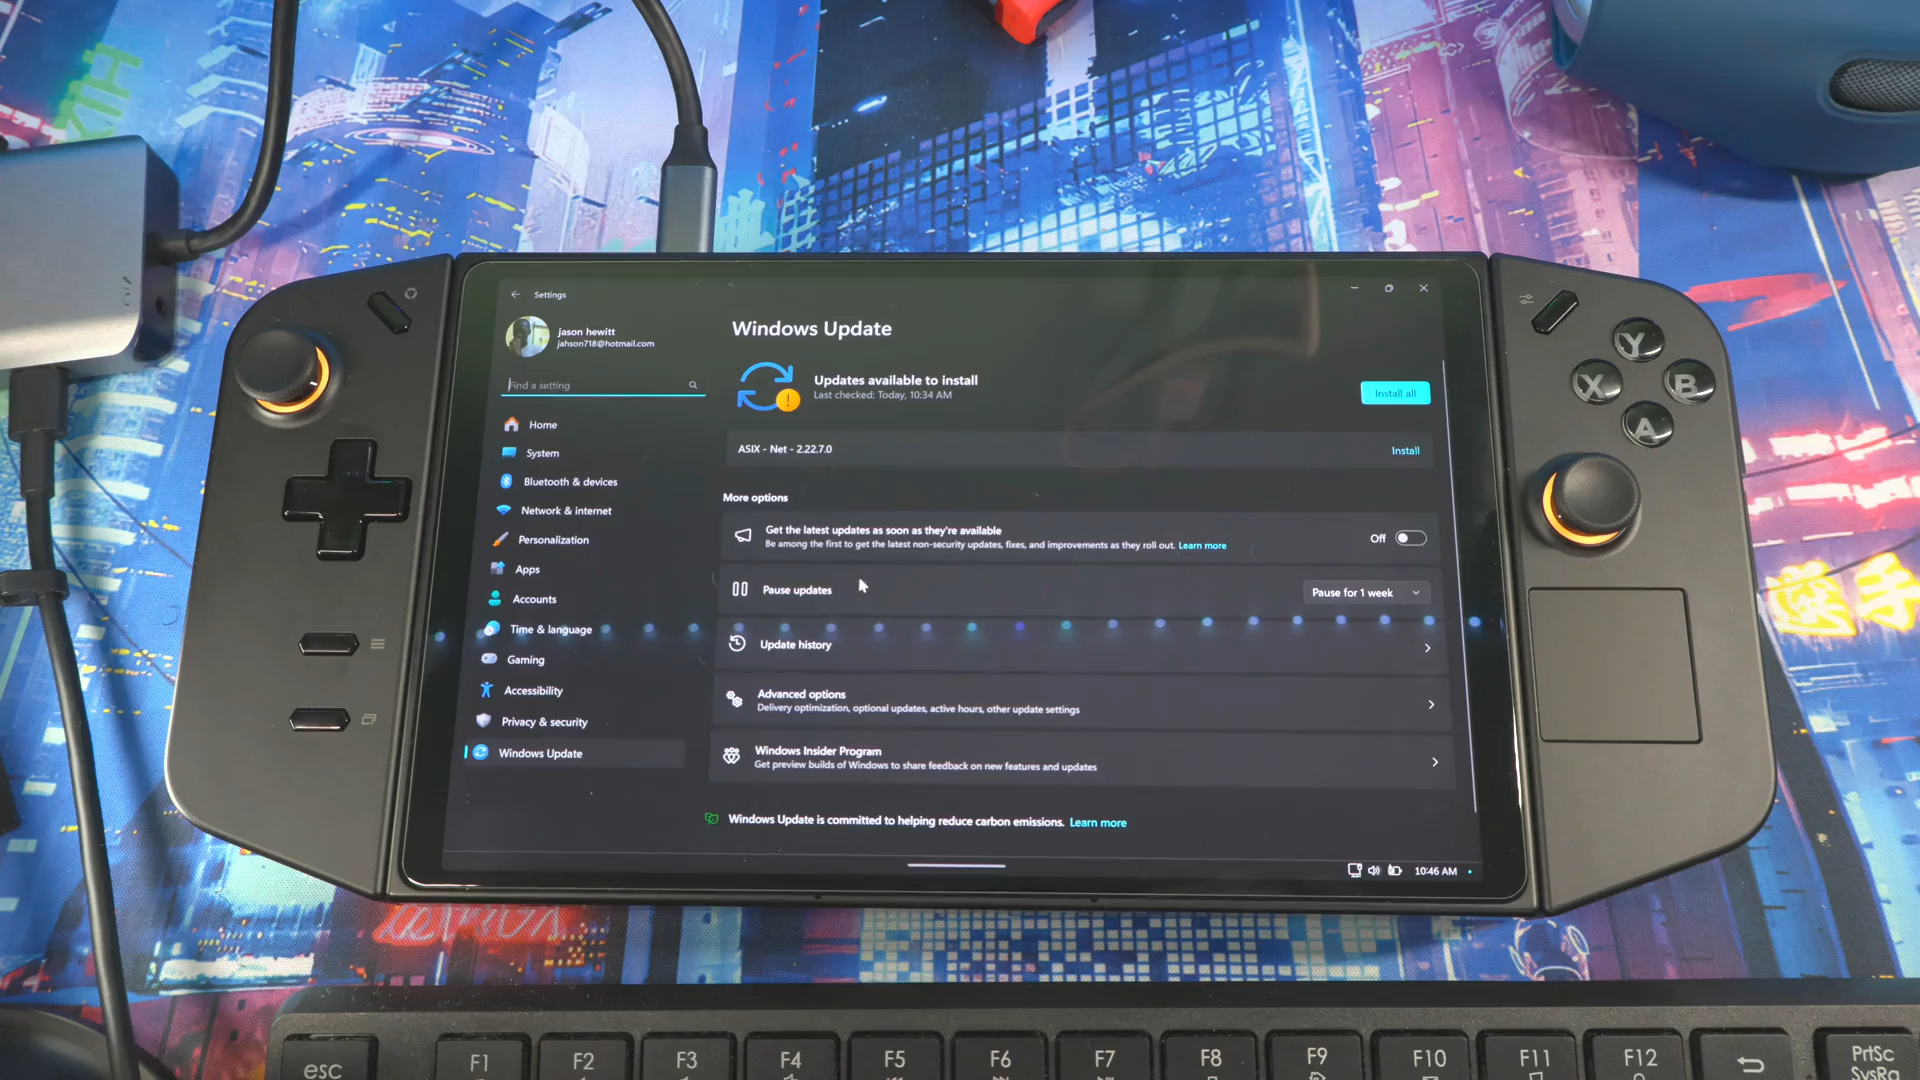 Settings
jason hewitt
jahson718@hotmail.com
Find a setting
Home
System
Bluetooth & devices
Network & internet
Personalization
Apps
Accounts
Time & language
Gaming
Accessibility
Privacy & security
Windows Update
Windows Update
Updates available to install
Last checked: Today, 10:34 AM
Install all
ASIX - Net - 2.22.7.0
Install
More options
Get the latest updates as soon as they're available
Be among the first to get the latest non-security updates, fixes, and improvements as they roll out. Learn more
Off
Pause updates
Pause for 1 week
Update history
Advanced options
Delivery optimization, optional updates, active hours, other update settings
Windows Insider Program
Get preview builds of Windows to share feedback on new features and updates
Windows Update is committed to helping reduce carbon emissions. Learn more
10:46 AM
Y
X
B
A
esc
F1
F2
F3
F4
F5
F6
F7
F8
F9
F10
F11
F12
PrtSc
SysRq